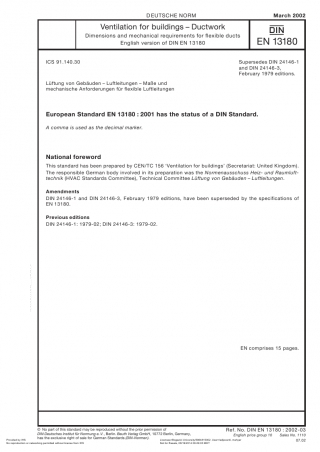 DEUTSCHE NORM
March 2002
Ventilation for buildings – Ductwork
Dimensions and mechanical requirements for flexible ducts
English version of DIN EN 13180
DIN
EN 13180
ICS 91.140.30
Supersedes DIN 24146-1
and DIN 24146-3,
February 1979 editions.
Lüftung von Gebäuden – Luftleitungen – Maße und
mechanische Anforderungen für flexible Luftleitungen
European Standard EN 13180 : 2001 has the status of a DIN Standard.
A comma is used as the decimal marker.
National foreword
This standard has been prepared by CEN/TC 156 'Ventilation for buildings' (Secretariat: United Kingdom).
The responsible German body involved in its preparation was the Normenausschuss Heiz- und Raumluft-
technik (HVAC Standards Committee), Technical Committee Lüftung von Gebäuden – Luftleitungen.
Amendments
DIN 24146-1 and DIN 24146-3, February 1979 editions, have been superseded by the specifications of
EN 13180.
Previous editions
DIN 24146-1: 1979-02; DIN 24146-3: 1979-02.
EN comprises 15 pages.
© No part of this standard may be reproduced without the prior permission of
DIN Deutsches Institut für Normung e. V., Berlin. Beuth Verlag GmbH, 10772 Berlin, Germany,
has the exclusive right of sale for German Standards (DIN-Normen).
Ref. No. DIN EN 13180 : 2002-03
English price group 10 Sales No. 1110
07.02